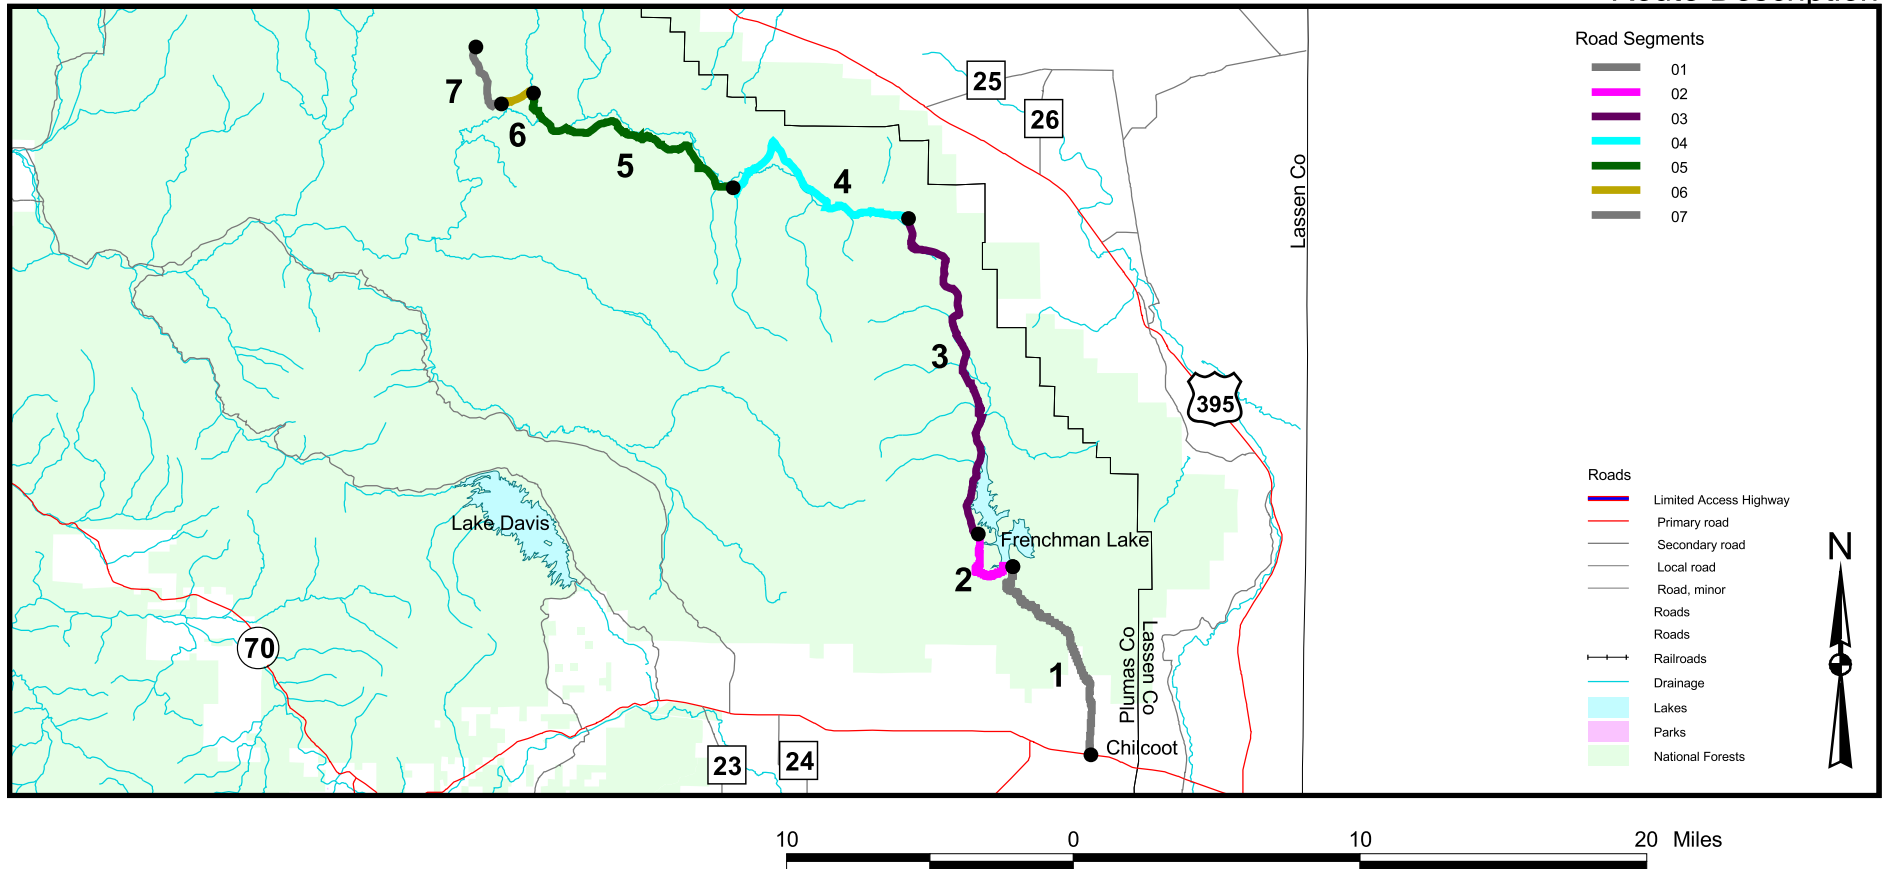 Route Description
Road Segments
01
02
03
04
05
06
07
7
6
5
4
3
2
1
25
26
395
70
23
24
Lassen Co
Lake Davis
Frenchman Lake
Plumas Co
Lassen Co
Chilcoot
Roads
Limited Access Highway
Primary road
Secondary road
Local road
Road, minor
Roads
Roads
Railroads
Drainage
Lakes
Parks
National Forests
N
10 0 10 20 Miles